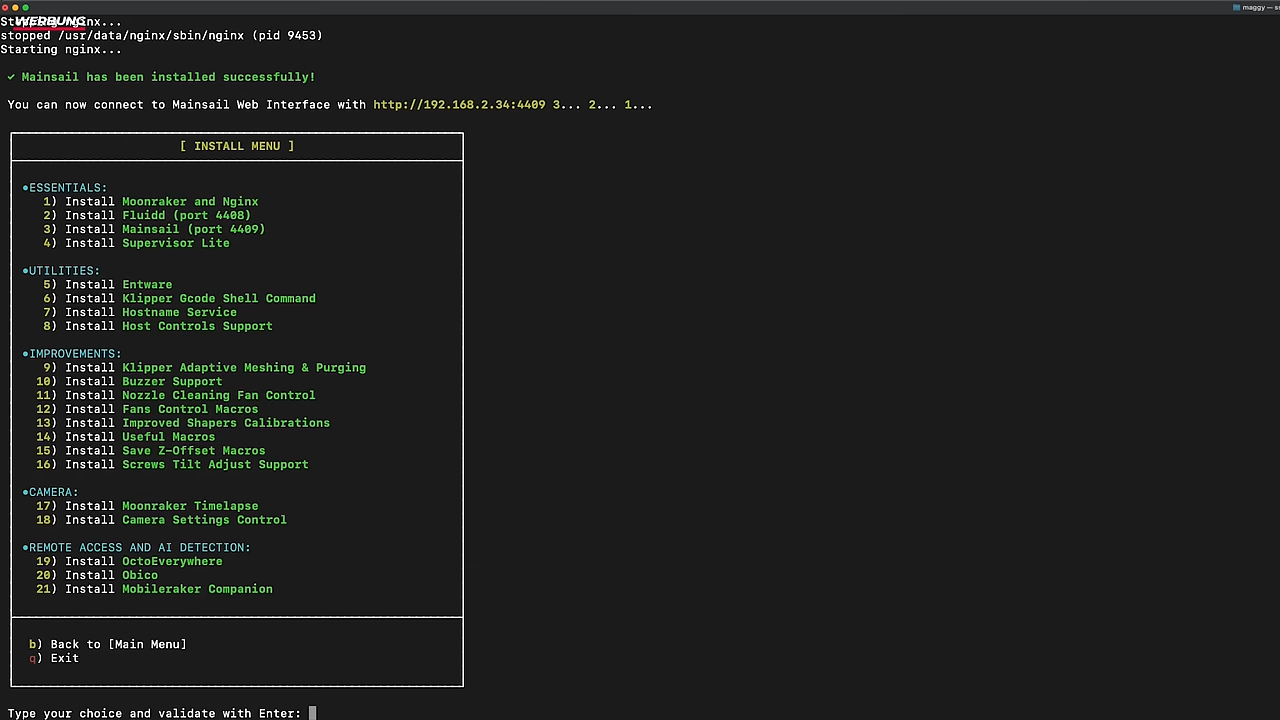 maggy — s
WERBUNG
Stopping nginx...
stopped /usr/data/nginx/sbin/nginx (pid 9453)
Starting nginx...
✓ Mainsail has been installed successfully!
You can now connect to Mainsail Web Interface with http://192.168.2.34:4409 3... 2... 1...
[ INSTALL MENU ]
•ESSENTIALS:
1) Install Moonraker and Nginx
2) Install Fluidd (port 4408)
3) Install Mainsail (port 4409)
4) Install Supervisor Lite
•UTILITIES:
5) Install Entware
6) Install Klipper Gcode Shell Command
7) Install Hostname Service
8) Install Host Controls Support
•IMPROVEMENTS:
9) Install Klipper Adaptive Meshing & Purging
10) Install Buzzer Support
11) Install Nozzle Cleaning Fan Control
12) Install Fans Control Macros
13) Install Improved Shapers Calibrations
14) Install Useful Macros
15) Install Save Z-Offset Macros
16) Install Screws Tilt Adjust Support
•CAMERA:
17) Install Moonraker Timelapse
18) Install Camera Settings Control
•REMOTE ACCESS AND AI DETECTION:
19) Install OctoEverywhere
20) Install Obico
21) Install Mobileraker Companion
b) Back to [Main Menu]
q) Exit
Type your choice and validate with Enter: